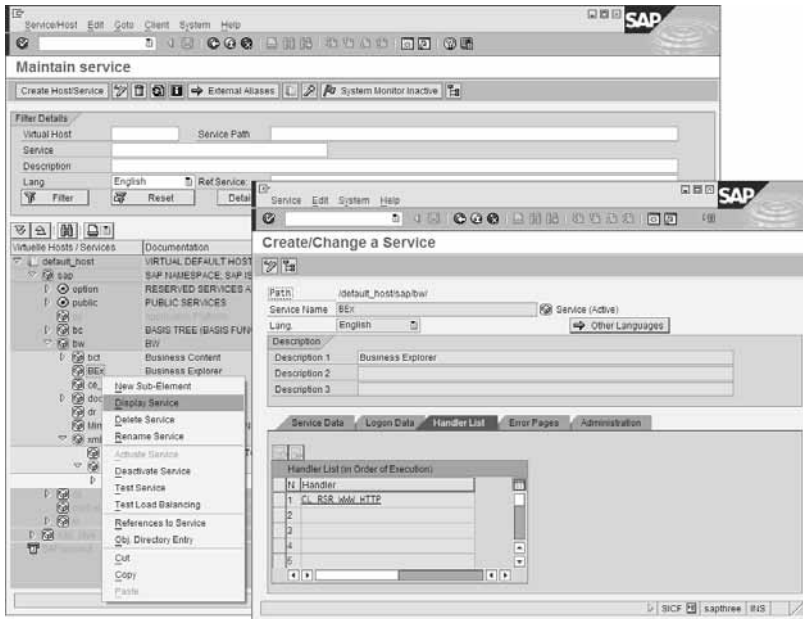 Service/Host Edit Goto Client System Help
SAP
Maintain service
Create Host/Service External Aliases System Monitor Inactive
Filter Details
Virtual Host Service Path
Service
Description
Lang. English Ref.Service:
Filter Reset Detai
Virtuelle Hosts / Services Documentation
default_host VIRTUAL DEFAULT HOST
sap SAP NAMESPACE; SAP IS
option RESERVED SERVICES A
public PUBLIC SERVICES
bc BASIS TREE (BASIS FUN
bw BW
bct Business Content
BEx Business Explorer
ce_
doc
dr
Mim
xml
New Sub-Element
Display Service
Delete Service
Rename Service
Activate Service
Deactivate Service
Test Service
Test Load Balancing
References to Service
Obj. Directory Entry
Cut
Copy
Paste
Service Edit System Help
SAP
Create/Change a Service
Path /default_host/sap/bw/
Service Name BEx Service (Active)
Lang. English Other Languages
Description
Description 1 Business Explorer
Description 2
Description 3
Service Data Logon Data Handler List Error Pages Administration
Handler List (in Order of Execution)
N Handler
1 CL_RSR_WWW_HTTP
2
3
4
5
SICF sapthree INS